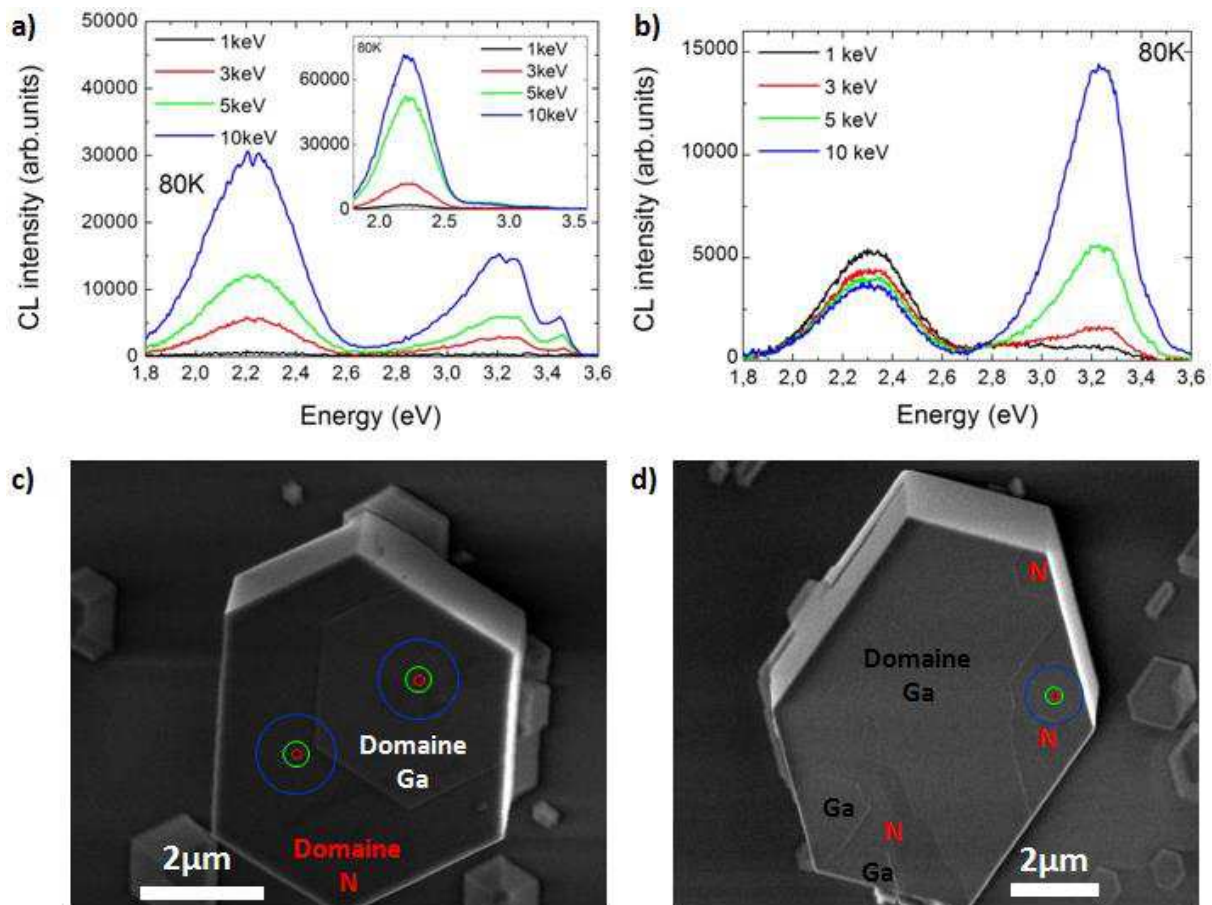 a)
50000
40000
30000
20000
10000
0
CL intensity (arb.units)
1keV
3keV
5keV
10keV
80K
80K
60000
30000
0
1keV
3keV
5keV
10keV
2.0
2.5
3.0
3.5
1,8
2,0
2,2
2,4
2,6
2,8
3,0
3,2
3,4
3,6
Energy (eV)
b)
15000
10000
5000
0
CL intensity (arb.units)
1 keV
3 keV
5 keV
10 keV
80K
1,8
2,0
2,2
2,4
2,6
2,8
3,0
3,2
3,4
3,6
Energy (eV)
c)
Domaine
Ga
Domaine
N
2μm
d)
N
Domaine
Ga
N
Ga
N
Ga
2μm